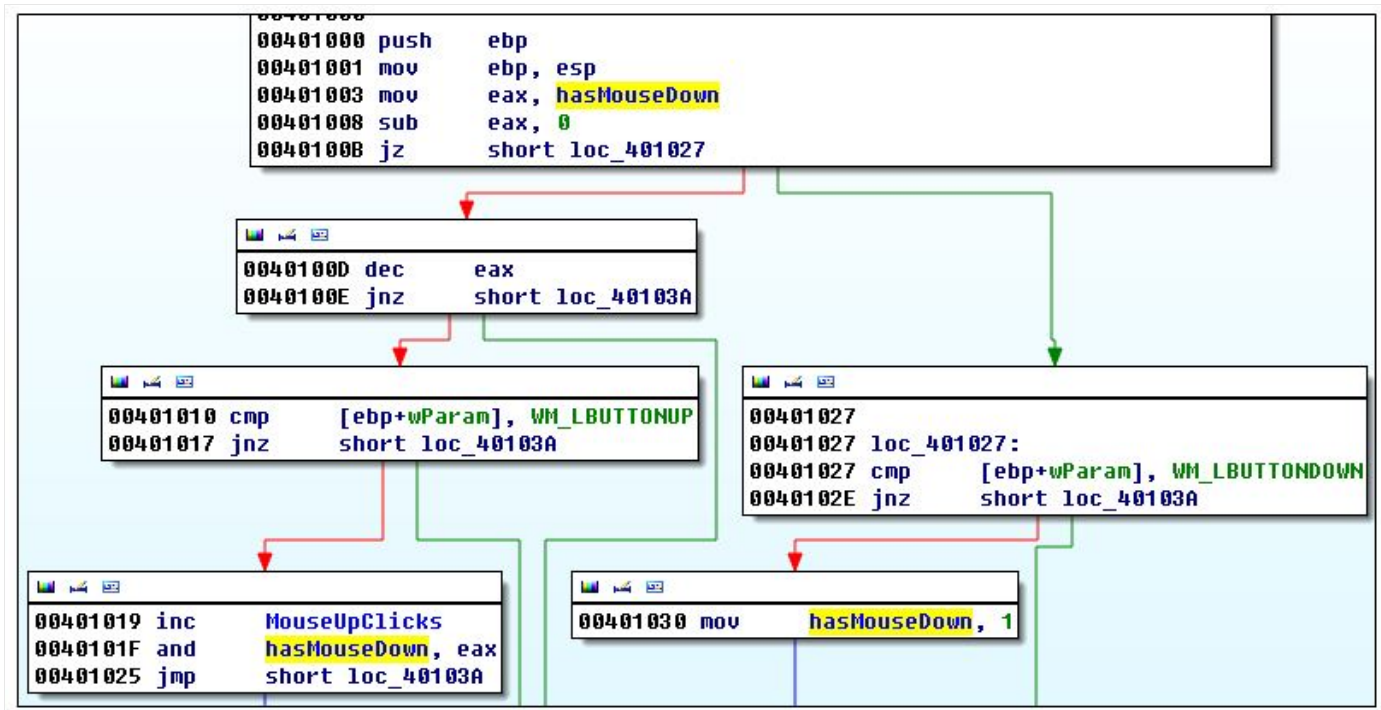 00401000 push ebp
00401001 mov ebp, esp
00401003 mov eax, hasMouseDown
00401008 sub eax, 0
0040100B jz short loc_401027
0040100D dec eax
0040100E jnz short loc_40103A
00401010 cmp [ebp+wParam], WM_LBUTTONUP
00401017 jnz short loc_40103A
00401027
00401027 loc_401027:
00401027 cmp [ebp+wParam], WM_LBUTTONDOWN
0040102E jnz short loc_40103A
00401019 inc MouseUpClicks
0040101F and hasMouseDown, eax
00401025 jmp short loc_40103A
00401030 mov hasMouseDown, 1